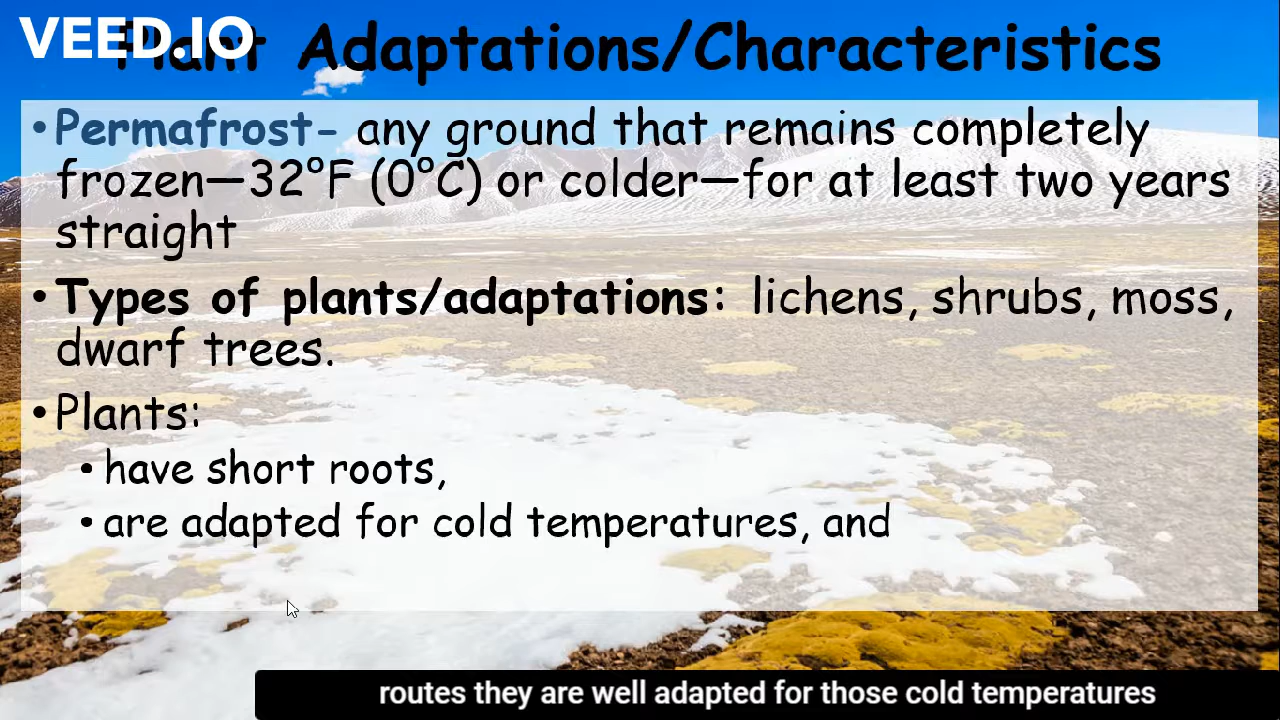 VEED.IO
Plant Adaptations/Characteristics
• Permafrost- any ground that remains completely
frozen—32°F (0°C) or colder—for at least two years
straight
• Types of plants/adaptations: lichens, shrubs, moss,
dwarf trees.
• Plants:
• have short roots,
• are adapted for cold temperatures, and
routes they are well adapted for those cold temperatures